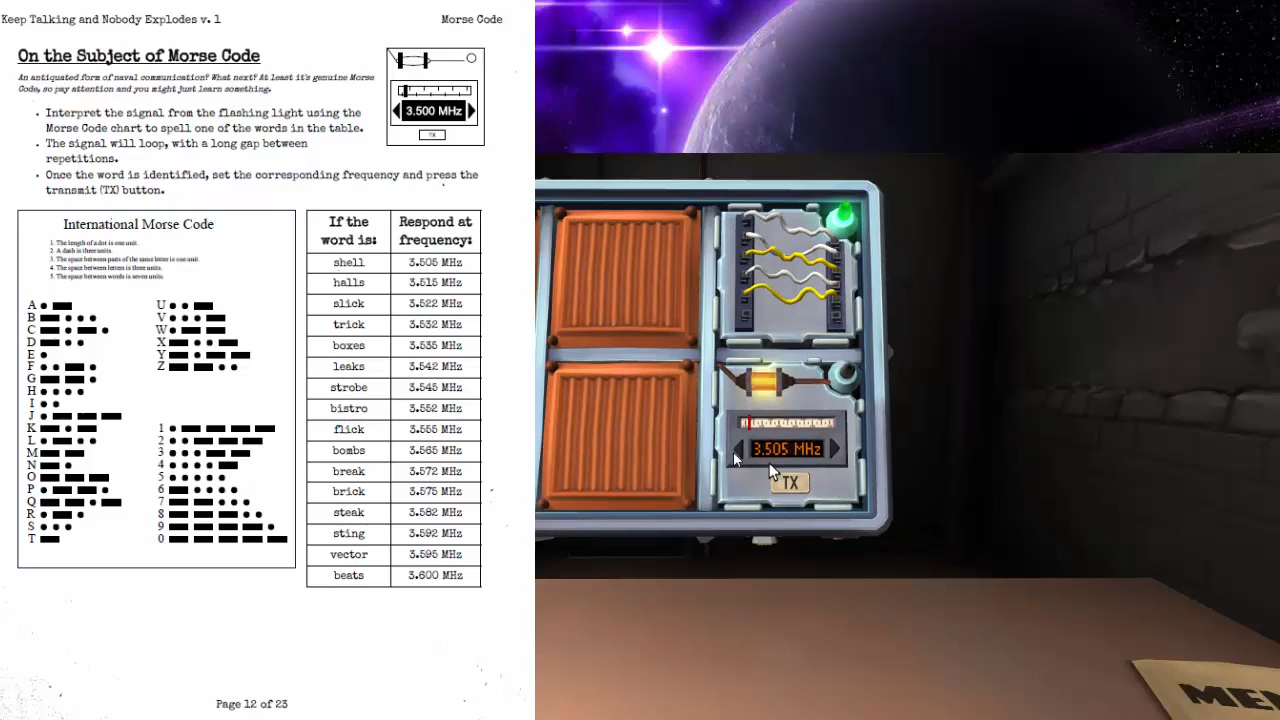 Keep Talking and Nobody Explodes v. 1
Morse Code
On the Subject of Morse Code
An antiquated form of naval communication? What next? At least it's genuine Morse
Code, so pay attention and you might just learn something.
3.500 MHz
TX
• Interpret the signal from the flashing light using the
Morse Code chart to spell one of the words in the table.
• The signal will loop, with a long gap between
repetitions.
• Once the word is identified, set the corresponding frequency and press the
transmit (TX) button.
International Morse Code
1. The length of a dot is one unit.
2. A dash is three units.
3. The space between parts of the same letter is one unit.
4. The space between letters is three units.
5. The space between words is seven units.
A
B
C
D
E
F
G
H
I
J
K
L
M
N
O
P
Q
R
S
T
U
V
W
X
Y
Z
1
2
3
4
5
6
7
8
9
0
If the word is: Respond at frequency:
shell 3.505 MHz
halls 3.515 MHz
slick 3.522 MHz
trick 3.532 MHz
boxes 3.535 MHz
leaks 3.542 MHz
strobe 3.545 MHz
bistro 3.552 MHz
flick 3.555 MHz
bombs 3.565 MHz
break 3.572 MHz
brick 3.575 MHz
steak 3.582 MHz
sting 3.592 MHz
vector 3.595 MHz
beats 3.600 MHz
Page 12 of 23
3.505 MHz
TX